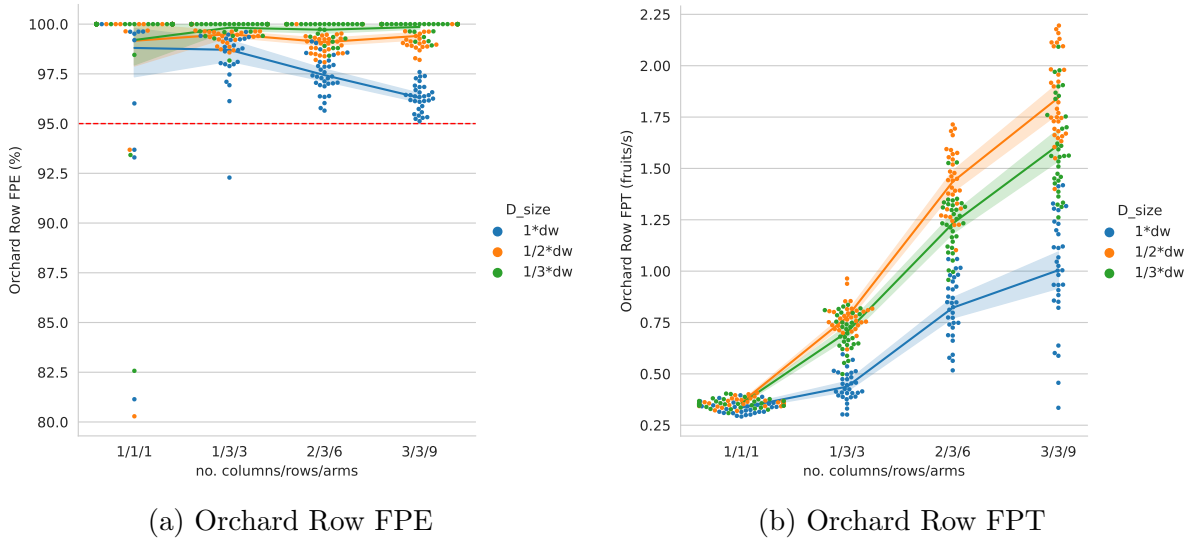 100.0
97.5
95.0
92.5
90.0
87.5
85.0
82.5
80.0
Orchard Row FPE (%)
1/1/1 1/3/3 2/3/6 3/3/9
no. columns/rows/arms
D_size
1*dw
1/2*dw
1/3*dw
(a) Orchard Row FPE
2.25
2.00
1.75
1.50
1.25
1.00
0.75
0.50
0.25
Orchard Row FPT (fruits/s)
1/1/1 1/3/3 2/3/6 3/3/9
no. columns/rows/arms
D_size
1*dw
1/2*dw
1/3*dw
(b) Orchard Row FPT